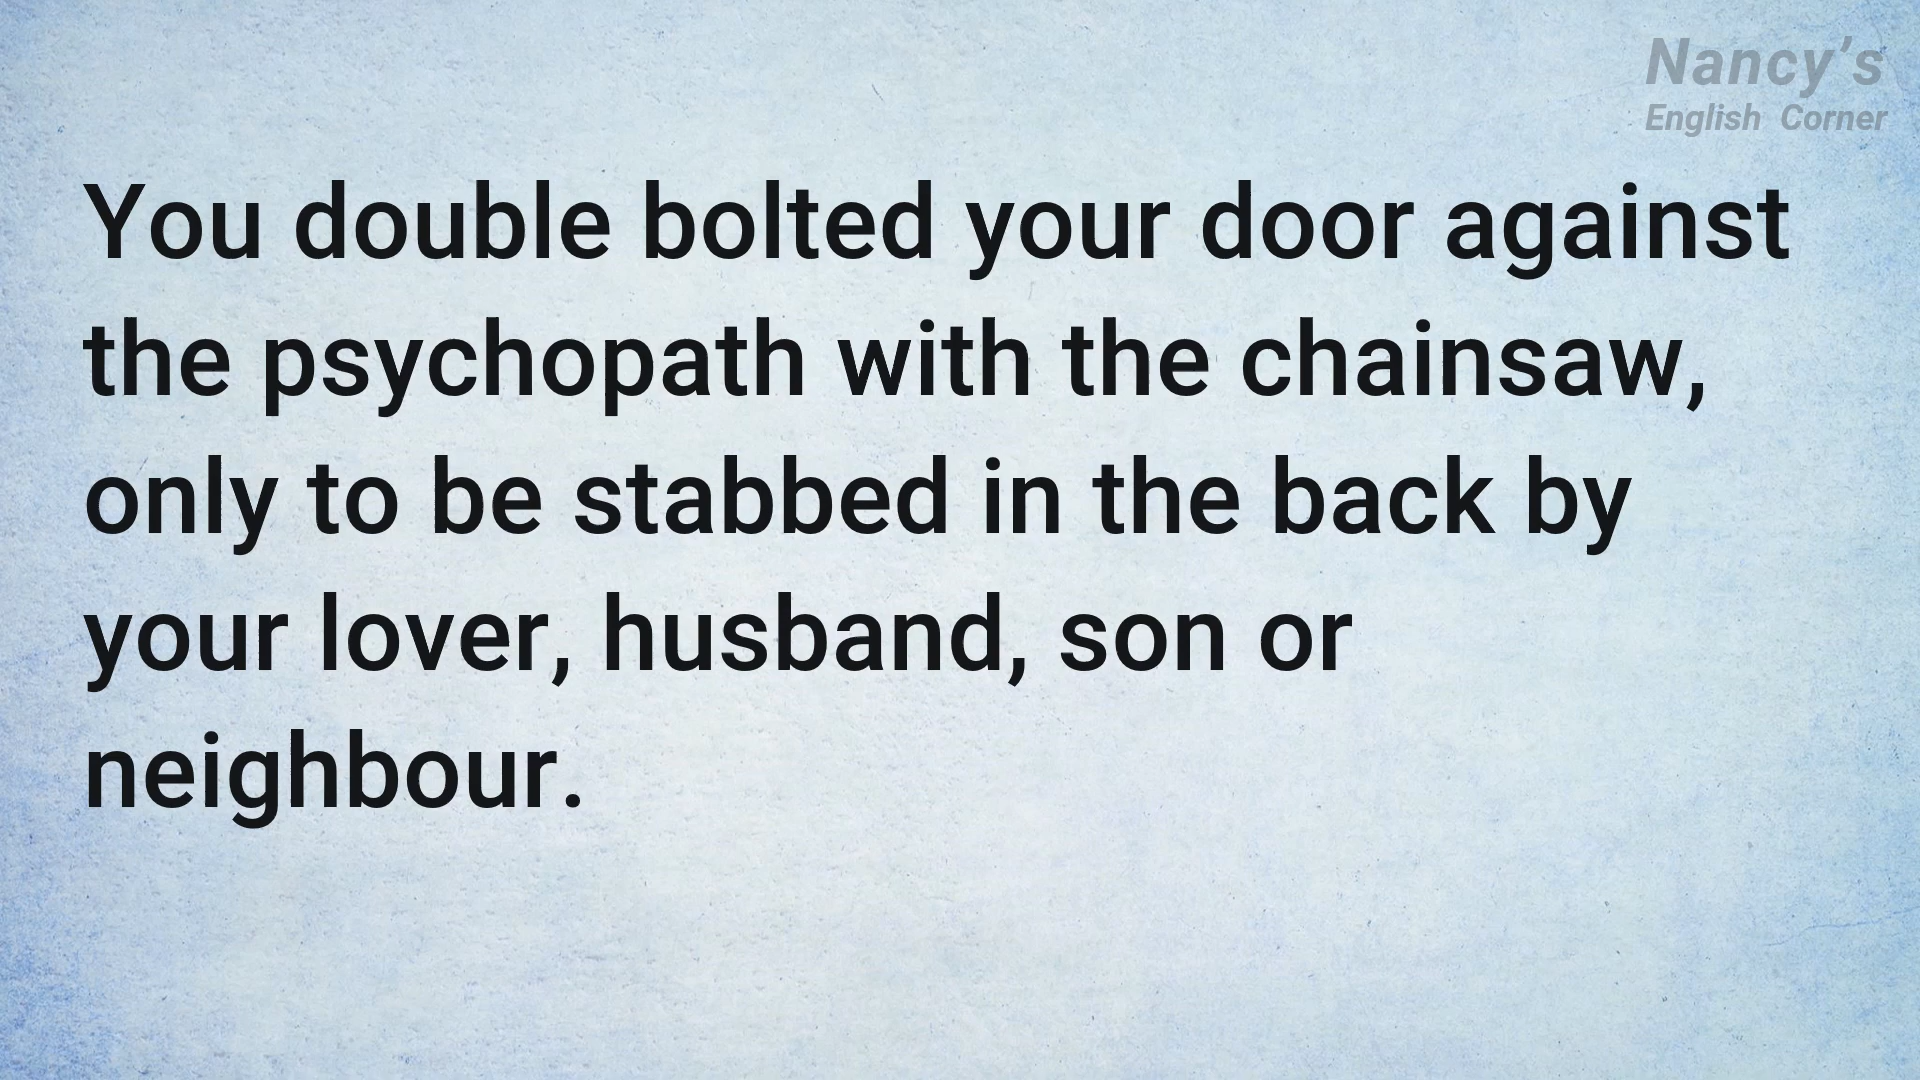 Nancy’s
English Corner
You double bolted your door against
the psychopath with the chainsaw,
only to be stabbed in the back by
your lover, husband, son or
neighbour.